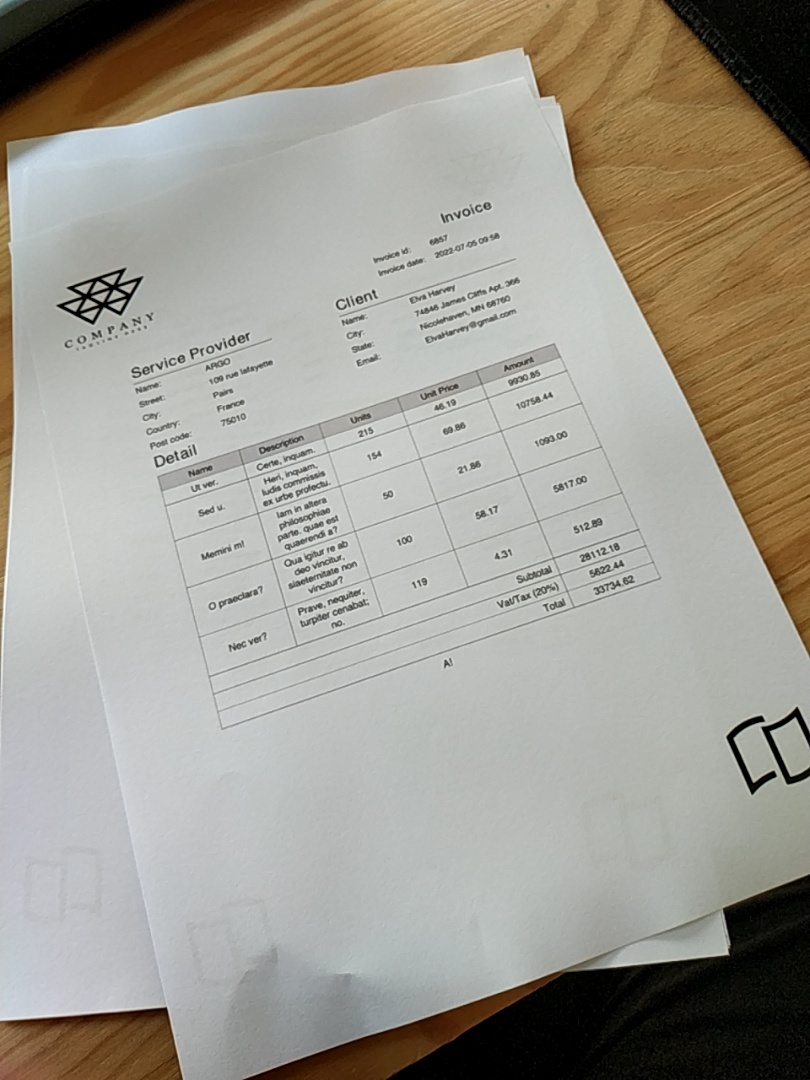 Invoice
Invoice id: 6857
Invoice date: 2022-07-05 09:58
COMPANY
Service Provider
Name: ARGO
Street: 109 rue lafayette
City: Pairs
Country: France
Post code: 75010
Client
Name: Elva Harvey
City: 74846 James Cliffs Apt. 366
State: Nicolehaven, MN 68760
Email: ElvaHarvey@gmail.com
Detail
Name Description Units Unit Price Amount
Ut ver. Certe, inquam. 215 46.19 9930.85
Sed u. Heri, inquam, 154 69.86 10758.44
ludis commissis
ex urbe profectu.
Memini m! Iam in altera 50 21.86 1093.00
philosophiae
parte. quae est
quaerendi a?
O praeclara? Qua igitur re ab 100 58.17 5817.00
deo vincitur,
siaeternitate non
vincitur?
Nec ver? Prave, nequiter, 119 4.31 512.89
turpiter cenabat;
no.
Subtotal 28112.18
Vat/Tax (20%) 5622.44
Total 33734.62
A!